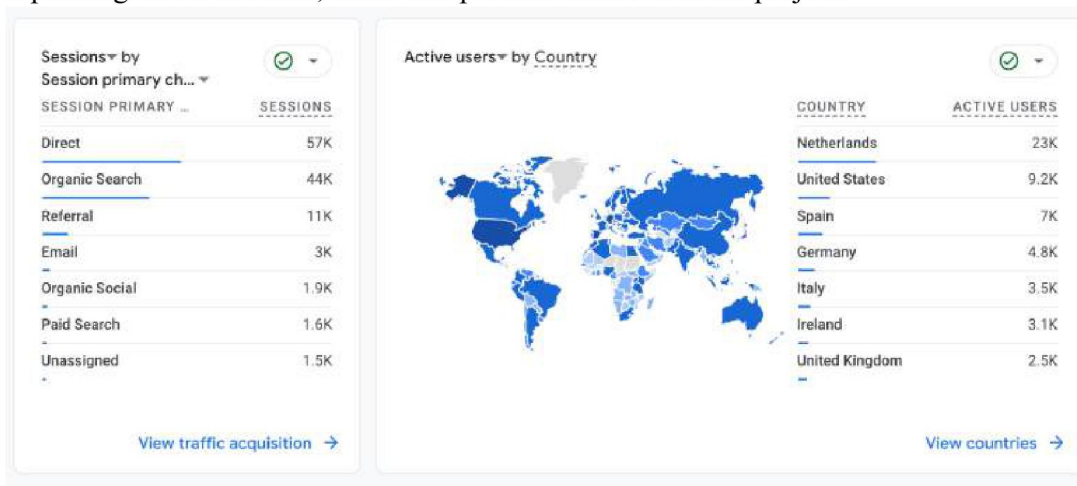 Sessions by
Session primary ch...
SESSION PRIMARY ... SESSIONS
Direct 57K
Organic Search 44K
Referral 11K
Email 3K
Organic Social 1.9K
Paid Search 1.6K
Unassigned 1.5K
View traffic acquisition →
Active users by Country
COUNTRY ACTIVE USERS
Netherlands 23K
United States 9.2K
Spain 7K
Germany 4.8K
Italy 3.5K
Ireland 3.1K
United Kingdom 2.5K
View countries →